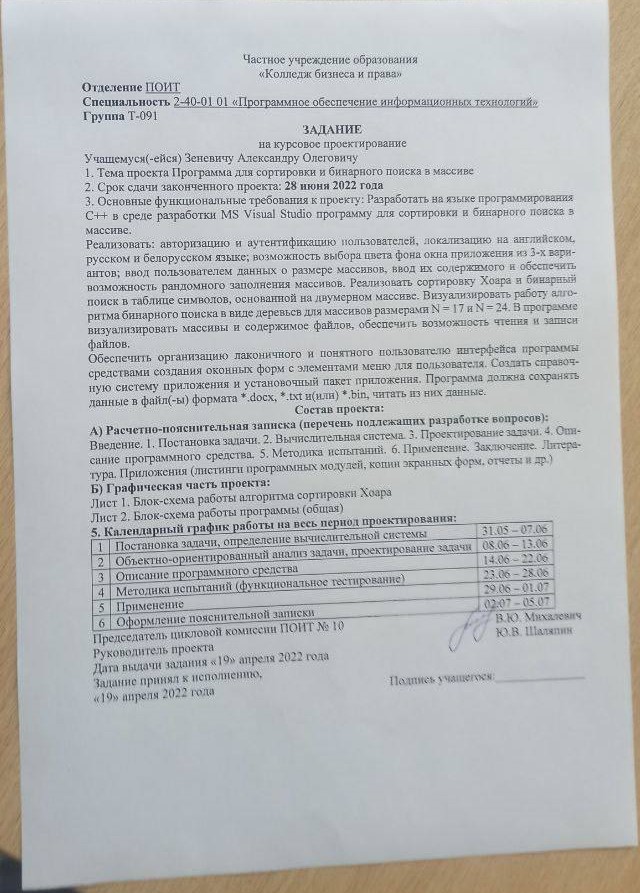 Частное учреждение образования
«Колледж бизнеса и права»
Отделение ПОИТ
Специальность 2-40-01 01 «Программное обеспечение информационных технологий»
Группа Т-091
ЗАДАНИЕ
на курсовое проектирование
Учащемуся(-ейся) Зеневичу Александру Олеговичу
1. Тема проекта Программа для сортировки и бинарного поиска в массиве
2. Срок сдачи законченного проекта: 28 июня 2022 года
3. Основные функциональные требования к проекту: Разработать на языке программирования
С++ в среде разработки MS Visual Studio программу для сортировки и бинарного поиска в
массиве.
Реализовать: авторизацию и аутентификацию пользователей, локализацию на английском,
русском и белорусском языке; возможность выбора цвета фона окна приложения из 3-х вари-
антов; ввод пользователем данных о размере массивов, ввод их содержимого и обеспечить
возможность рандомного заполнения массивов. Реализовать сортировку Хоара и бинарный
поиск в таблице символов, основанной на двумерном массиве. Визуализировать работу алго-
ритма бинарного поиска в виде деревьев для массивов размерами N = 17 и N = 24. В программе
визуализировать массивы и содержимое файлов, обеспечить возможность чтения и записи
файлов.
Обеспечить организацию лаконичного и понятного пользователю интерфейса программы
средствами создания оконных форм с элементами меню для пользователя. Создать справоч-
ную систему приложения и установочный пакет приложения. Программа должна сохранять
данные в файл(-ы) формата *.docx, *.txt и(или) *.bin, читать из них данные.
Состав проекта:
А) Расчетно-пояснительная записка (перечень подлежащих разработке вопросов):
Введение. 1. Постановка задачи. 2. Вычислительная система. 3. Проектирование задачи. 4. Опи-
сание программного средства. 5. Методика испытаний. 6. Применение. Заключение. Литера-
тура. Приложения (листинги программных модулей, копии экранных форм, отчеты и др.)
Б) Графическая часть проекта:
Лист 1. Блок-схема работы алгоритма сортировки Хоара
Лист 2. Блок-схема работы программы (общая)
5. Календарный график работы на весь период проектирования:
1 Постановка задачи, определение вычислительной системы 31.05 – 07.06
2 Объектно-ориентированный анализ задачи, проектирование задачи 08.06 – 13.06
3 Описание программного средства 14.06 – 22.06
4 Методика испытаний (функциональное тестирование) 23.06 – 28.06
5 Применение 29.06 – 01.07
6 Оформление пояснительной записки 02.07 – 05.07
Председатель цикловой комиссии ПОИТ № 10 В.Ю. Михалевич
Руководитель проекта Ю.В. Шаляпин
Дата выдачи задания «19» апреля 2022 года
Задание принял к исполнению,
«19» апреля 2022 года Подпись учащегося: